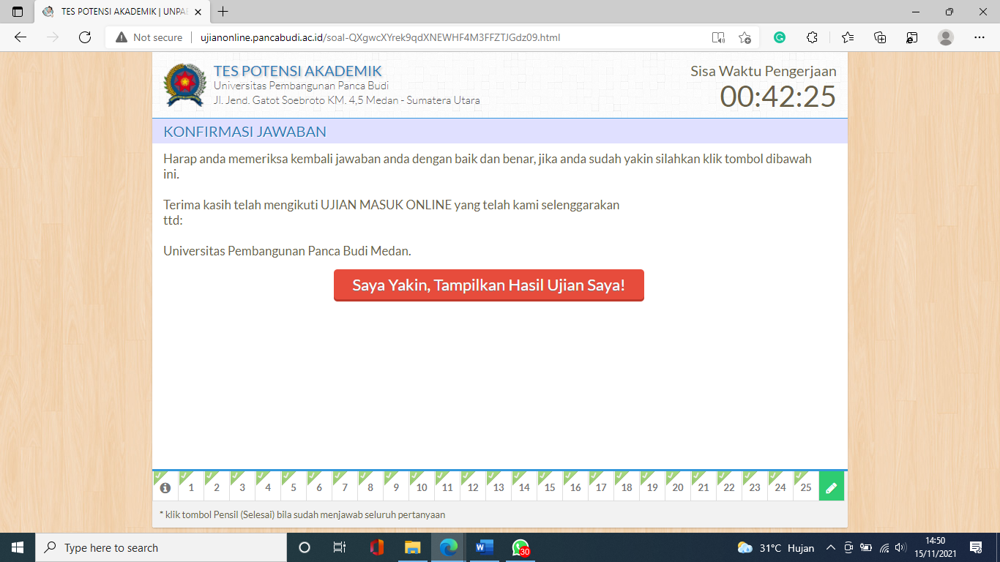 TES POTENSI AKADEMIK | UNPAB
Not secure
ujianonline.pancabudi.ac.id/soal-QXgwcXYrek9qdXNEWHF4M3FFZTJGdz09.html
TES POTENSI AKADEMIK
Universitas Pembangunan Panca Budi
Jl. Jend. Gatot Soebroto KM. 4,5 Medan - Sumatera Utara
Sisa Waktu Pengerjaan
00:42:25
KONFIRMASI JAWABAN
Harap anda memeriksa kembali jawaban anda dengan baik dan benar, jika anda sudah yakin silahkan klik tombol dibawah
ini.
Terima kasih telah mengikuti UJIAN MASUK ONLINE yang telah kami selenggarakan
ttd:
Universitas Pembangunan Panca Budi Medan.
Saya Yakin, Tampilkan Hasil Ujian Saya!
1 2 3 4 5 6 7 8 9 10 11 12 13 14 15 16 17 18 19 20 21 22 23 24 25
* klik tombol Pensil (Selesai) bila sudah menjawab seluruh pertanyaan
Type here to search
30
31°C Hujan
14:50
15/11/2021